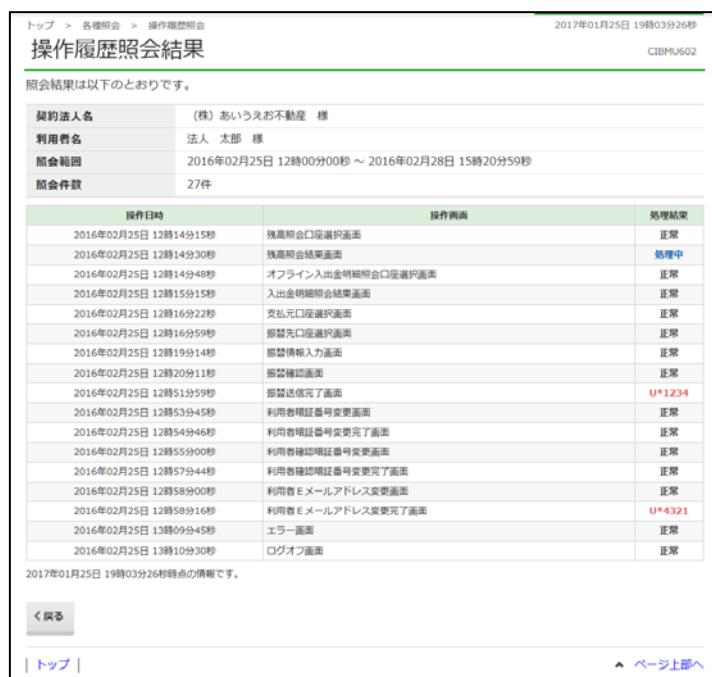 トップ > 各種照会 > 操作履歴照会
2017年01月25日 19時03分26秒
操作履歴照会結果
CIBMU602
照会結果は以下のとおりです。
契約法人名 (株) あいうえお不動産 様
利用者名 法人 太郎 様
照会範囲 2016年02月25日 12時00分00秒 ~ 2016年02月28日 15時20分59秒
照会件数 27件
操作日時 操作画面 処理結果
2016年02月25日 12時14分15秒 残高照会口座選択画面 正常
2016年02月25日 12時14分30秒 残高照会結果画面 処理中
2016年02月25日 12時14分48秒 オフライン入出金明細照会口座選択画面 正常
2016年02月25日 12時15分15秒 入出金明細照会結果画面 正常
2016年02月25日 12時16分22秒 支払元口座選択画面 正常
2016年02月25日 12時16分59秒 振替先口座選択画面 正常
2016年02月25日 12時19分14秒 振替情報入力画面 正常
2016年02月25日 12時20分11秒 振替確認画面 正常
2016年02月25日 12時51分59秒 振替送信完了画面 U*1234
2016年02月25日 12時53分45秒 利用者暗証番号変更画面 正常
2016年02月25日 12時54分46秒 利用者暗証番号変更完了画面 正常
2016年02月25日 12時55分00秒 利用者確認暗証番号変更画面 正常
2016年02月25日 12時57分44秒 利用者確認暗証番号変更完了画面 正常
2016年02月25日 12時58分00秒 利用者Eメールアドレス変更画面 正常
2016年02月25日 12時58分16秒 利用者Eメールアドレス変更完了画面 U*4321
2016年02月25日 13時09分45秒 エラー画面 正常
2016年02月25日 13時10分30秒 ログオフ画面 正常
2017年01月25日 19時03分26秒時点の情報です。
く戻る
| トップ | ページ上部へ